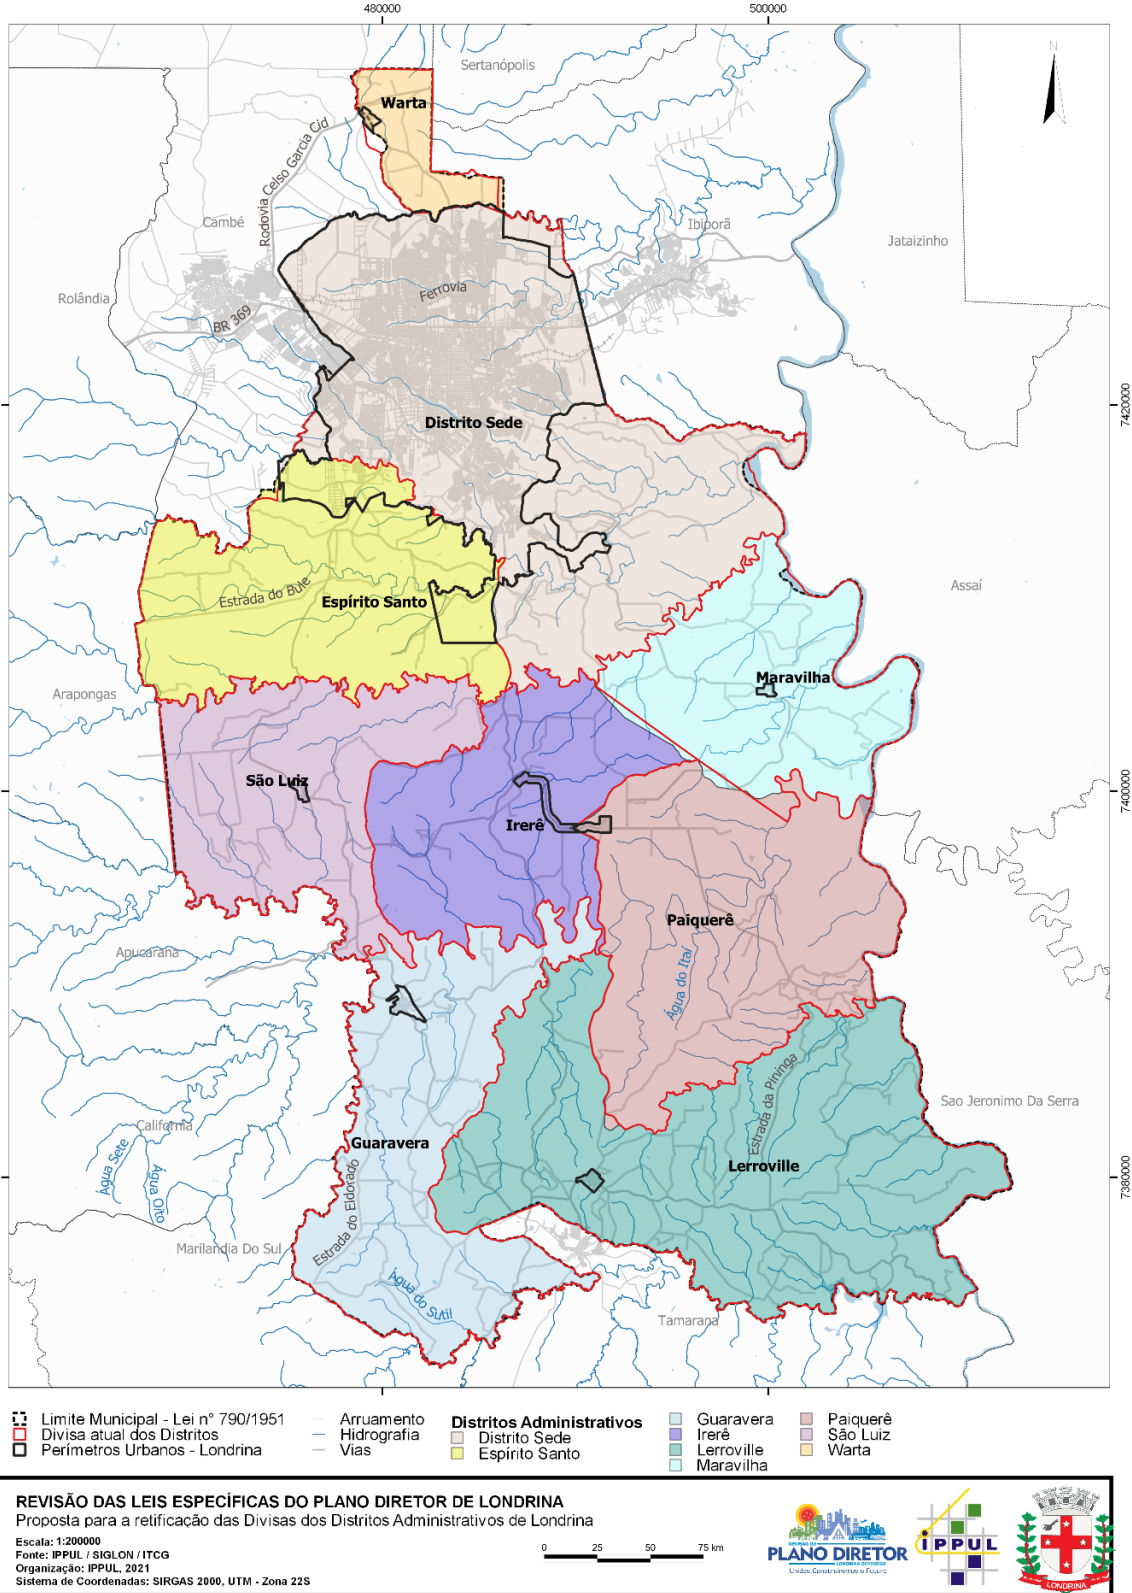 480000
500000
Sertanópolis
Warta
Rodovia Celso Garcia Cid
Cambé
Ibiporã
Jataizinho
Rolândia
Ferrovia
BR 369
7420000
Distrito Sede
Estrada do Bule
Espírito Santo
Assaí
Arapongas
Maravilha
São Luiz
7400000
Irerê
Paiquerê
Apucarana
Água do Itaí
Sao Jeronimo Da Serra
California
Estrada da Pininga
Água Sete
Água Oito
Guaravera
Lerroville
7380000
Estrada do Eldorado
Marilandia Do Sul
Água do Sutil
Tamarana
N
Limite Municipal - Lei n° 790/1951
Divisa atual dos Distritos
Perímetros Urbanos - Londrina
Arruamento
Hidrografia
Vias
Distritos Administrativos
Distrito Sede
Espírito Santo
Guaravera
Irerê
Lerroville
Maravilha
Paiquerê
São Luiz
Warta
REVISÃO DAS LEIS ESPECÍFICAS DO PLANO DIRETOR DE LONDRINA
Proposta para a retificação das Divisas dos Distritos Administrativos de Londrina
Escala: 1:200000
Fonte: IPPUL / SIGLON / ITCG
Organização: IPPUL, 2021
Sistema de Coordenadas: SIRGAS 2000, UTM - Zona 22S
0 25 50 75 km
REVISÃO DO
PLANO DIRETOR
Unidos, Construiremos o Futuro
IPPUL
LONDRINA